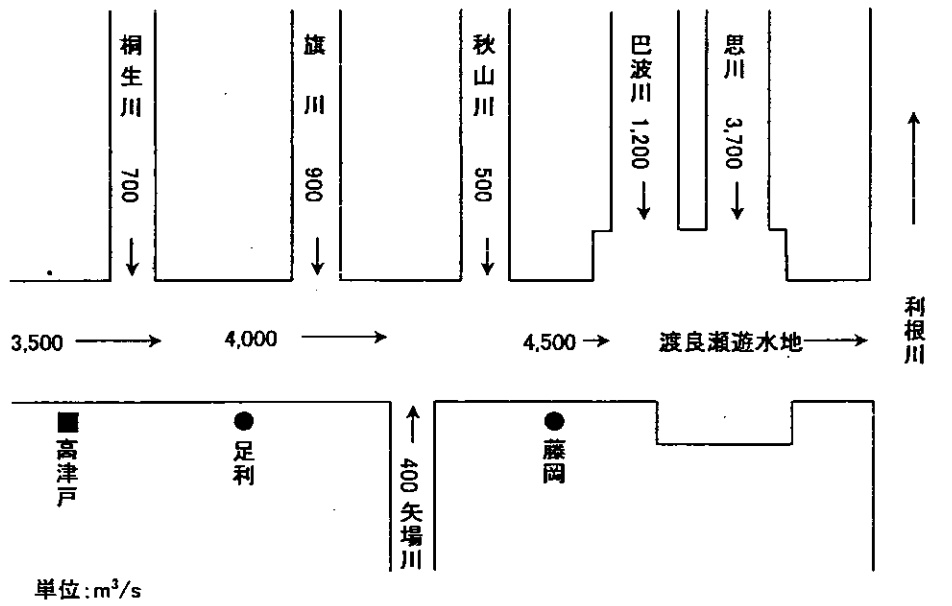 桐生川 700
旗川 900
秋山川 500
巴波川 1,200
思川 3,700
利根川
3,500
4,000
4,500
渡良瀬遊水地
高津戸
足利
400 矢場川
藤岡
単位:m³/s